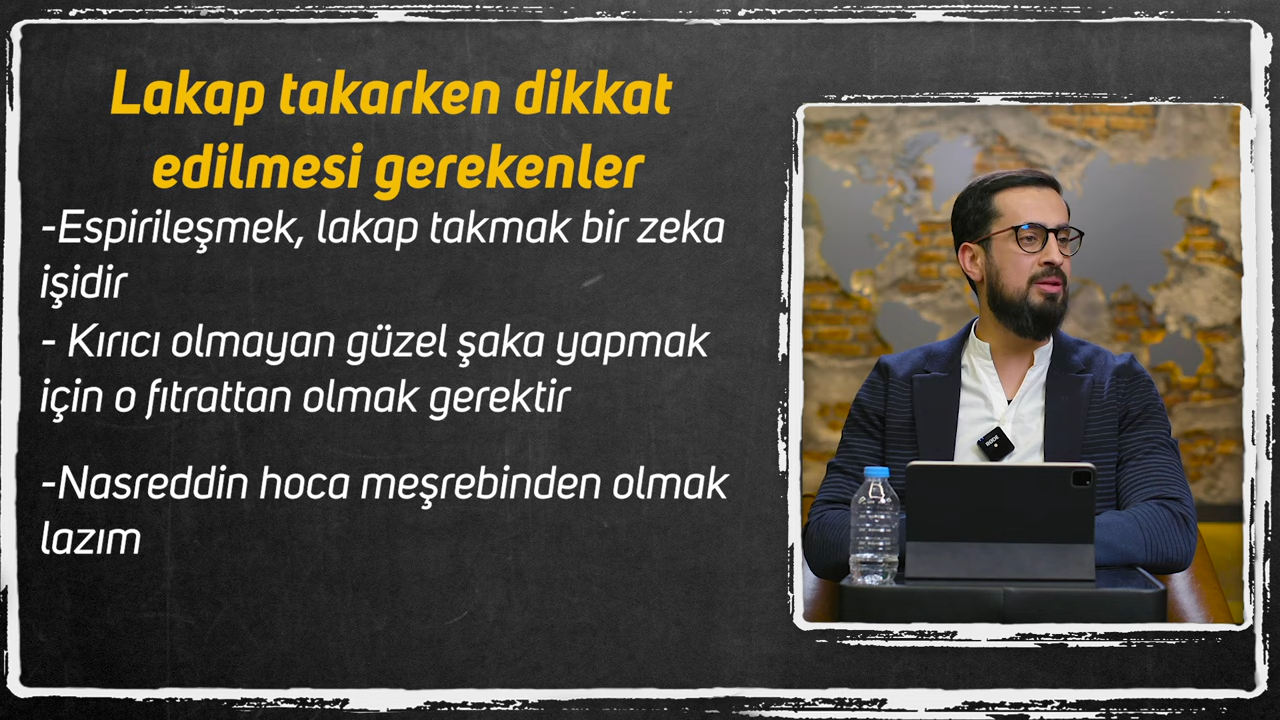 Lakap takarken dikkat
edilmesi gerekenler
-Espirileşmek, lakap takmak bir zeka
işidir
- Kırıcı olmayan güzel şaka yapmak
için o fıtrattan olmak gerektir
-Nasreddin hoca meşrebinden olmak
lazım
RØDE